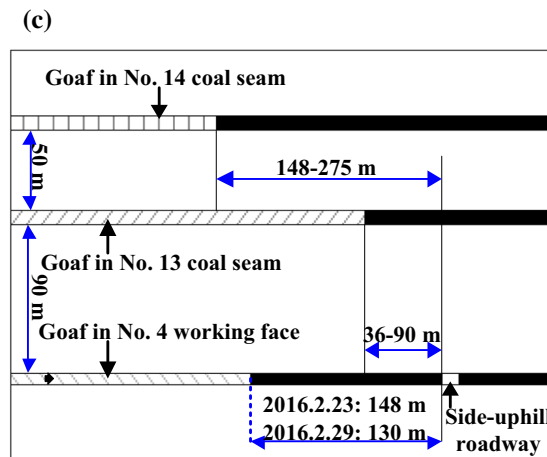 (c)
Goaf in No. 14 coal seam
50 m
148-275 m
Goaf in No. 13 coal seam
90 m
36-90 m
Goaf in No. 4 working face
2016.2.23: 148 m
2016.2.29: 130 m
Side-uphill
roadway